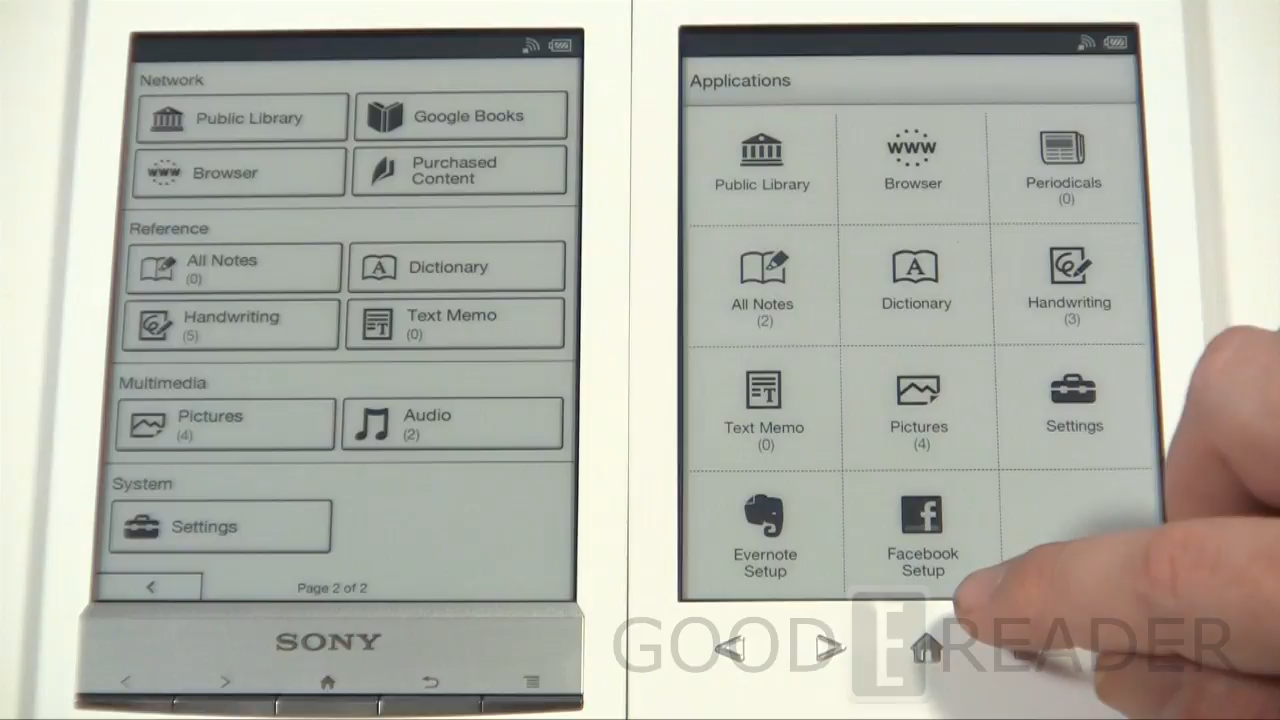 Network
Public Library
Google Books
www
Browser
Purchased
Content
Reference
All Notes
(0)
A
Dictionary
Handwriting
(5)
T
Text Memo
(0)
Multimedia
Pictures
(4)
Audio
(2)
System
Settings
<
Page 2 of 2
SONY
Applications
Public Library
www
Browser
Periodicals
(0)
All Notes
(2)
A
Dictionary
Handwriting
(3)
T
Text Memo
(0)
Pictures
(4)
Settings
Evernote
Setup
f
Facebook
Setup
GOOD E READER